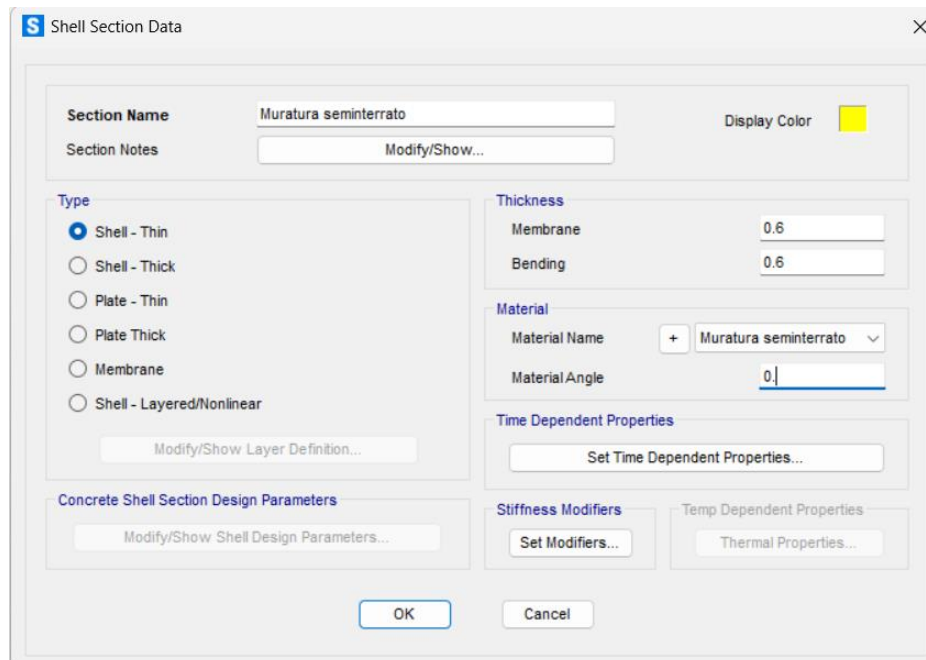 S Shell Section Data
Section Name Muratura seminterrato Display Color
Section Notes Modify/Show...
Type
Shell - Thin
Shell - Thick
Plate - Thin
Plate Thick
Membrane
Shell - Layered/Nonlinear
Modify/Show Layer Definition...
Thickness
Membrane 0.6
Bending 0.6
Material
Material Name + Muratura seminterrato
Material Angle 0.
Time Dependent Properties
Set Time Dependent Properties...
Concrete Shell Section Design Parameters
Modify/Show Shell Design Parameters...
Stiffness Modifiers
Set Modifiers...
Temp Dependent Properties
Thermal Properties...
OK Cancel